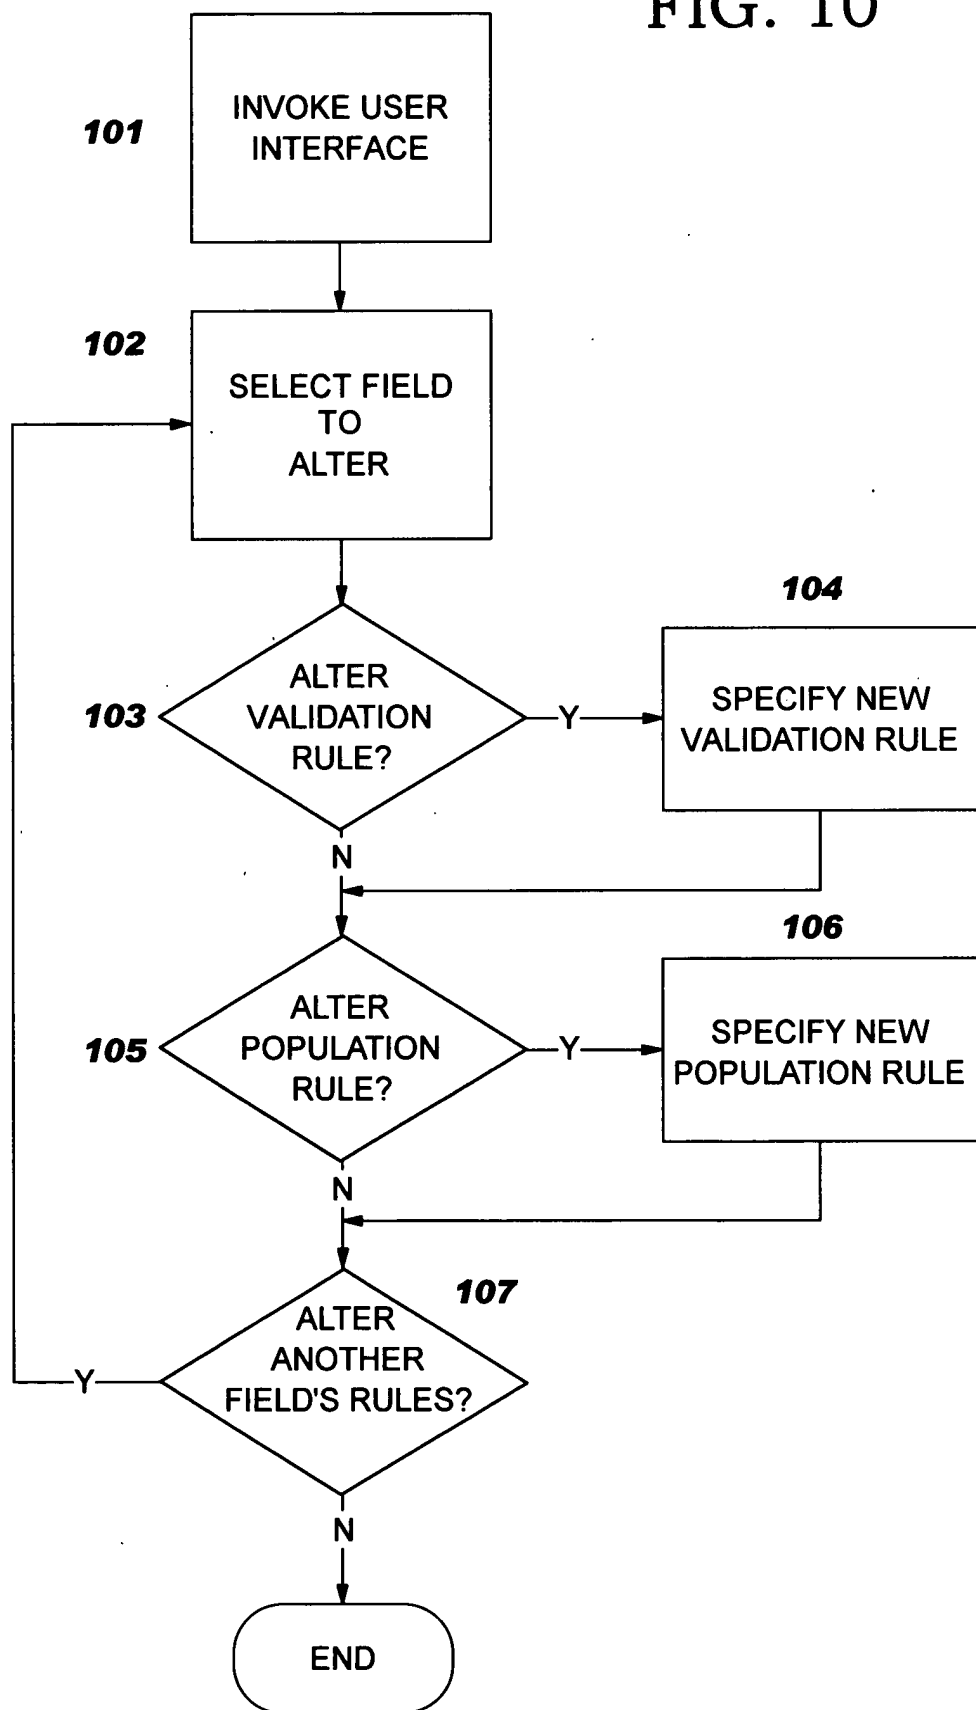 FIG. 10
101
INVOKE USER
INTERFACE
102
SELECT FIELD
TO
ALTER
104
103
ALTER
VALIDATION
RULE?
Y
SPECIFY NEW
VALIDATION RULE
N
106
105
ALTER
POPULATION
RULE?
Y
SPECIFY NEW
POPULATION RULE
N
107
ALTER
ANOTHER
FIELD'S RULES?
Y
N
END